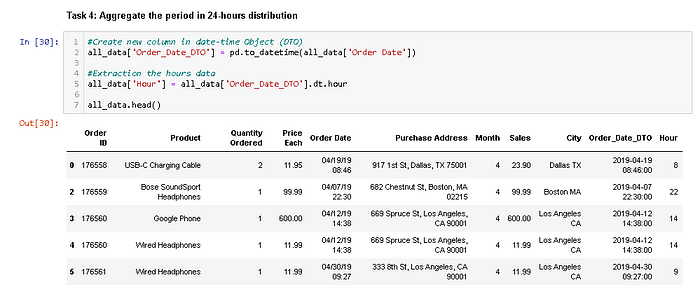 Task 4: Aggregate the period in 24-hours distribution
In [30]:
1 #Create new column in date-time Object (DTO)
2 all_data['Order_Date_DTO'] = pd.to_datetime(all_data['Order Date'])
3
4 #Extraction the hours data
5 all_data['Hour'] = all_data['Order_Date_DTO'].dt.hour
6
7 all_data.head()
Out[30]:
Order ID Product Quantity Ordered Price Each Order Date Purchase Address Month Sales City Order_Date_DTO Hour
0 176558 USB-C Charging Cable 2 11.95 04/19/19 08:46 917 1st St, Dallas, TX 75001 4 23.90 Dallas TX 2019-04-19 08:46:00 8
2 176559 Bose SoundSport Headphones 1 99.99 04/07/19 22:30 682 Chestnut St, Boston, MA 02215 4 99.99 Boston MA 2019-04-07 22:30:00 22
3 176560 Google Phone 1 600.00 04/12/19 14:38 669 Spruce St, Los Angeles, CA 90001 4 600.00 Los Angeles CA 2019-04-12 14:38:00 14
4 176560 Wired Headphones 1 11.99 04/12/19 14:38 669 Spruce St, Los Angeles, CA 90001 4 11.99 Los Angeles CA 2019-04-12 14:38:00 14
5 176561 Wired Headphones 1 11.99 04/30/19 09:27 333 8th St, Los Angeles, CA 90001 4 11.99 Los Angeles CA 2019-04-30 09:27:00 9